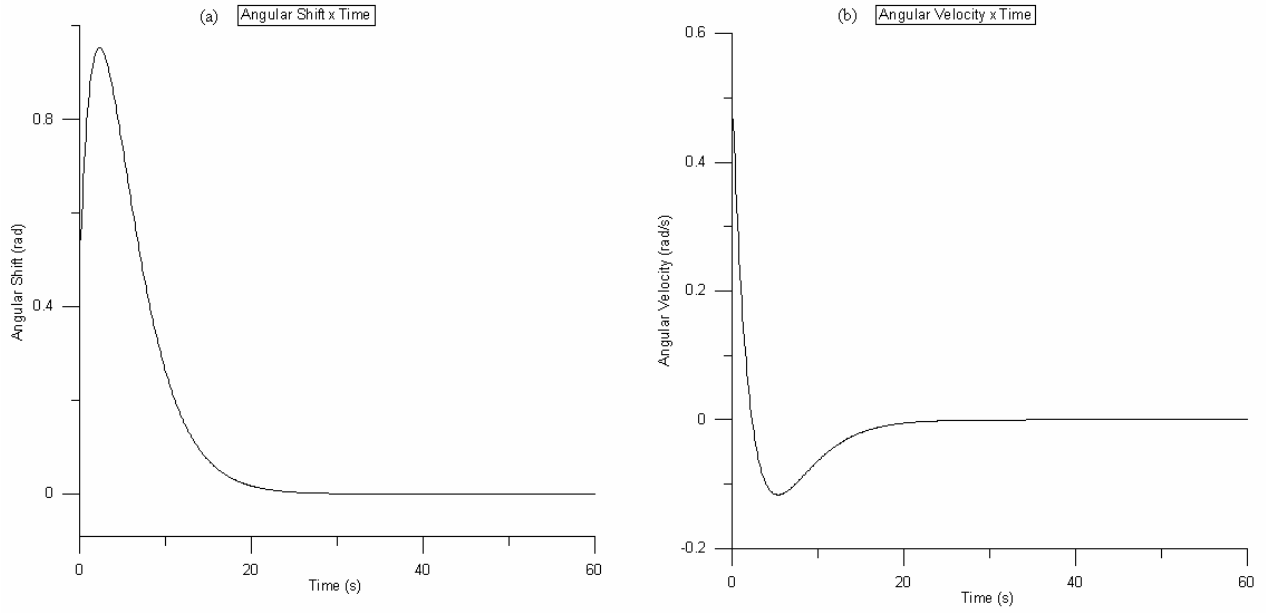 (a) Angular Shift x Time
0.8
0.4
0
Angular Shift (rad)
0 20 40 60
Time (s)
(b) Angular Velocity x Time
0.6
0.4
0.2
0
-0.2
Angular Velocity (rad/s)
0 20 40 60
Time (s)